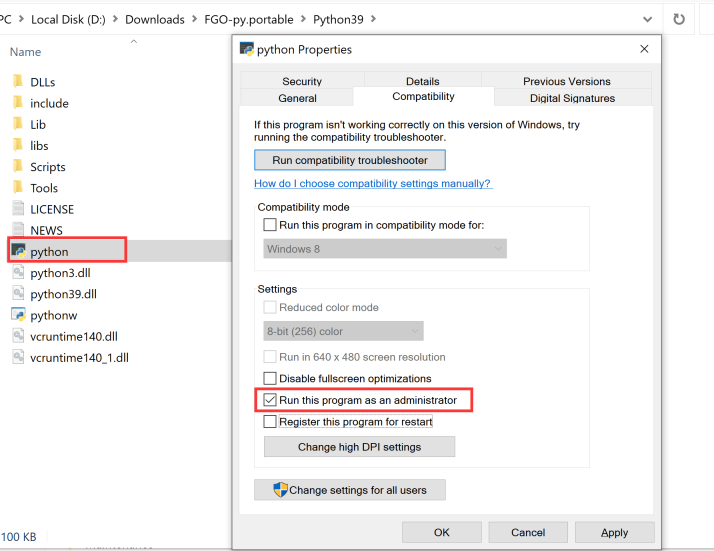 PC > Local Disk (D:) > Downloads > FGO-py.portable > Python39 >
Name
DLLs
include
Lib
libs
Scripts
Tools
LICENSE
NEWS
python
python3.dll
python39.dll
pythonw
vcruntime140.dll
vcruntime140_1.dll
100 KB
python Properties
Security Details Previous Versions
General Compatibility Digital Signatures
If this program isn't working correctly on this version of Windows, try
running the compatibility troubleshooter.
Run compatibility troubleshooter
How do I choose compatibility settings manually?
Compatibility mode
Run this program in compatibility mode for:
Windows 8
Settings
Reduced color mode
8-bit (256) color
Run in 640 x 480 screen resolution
Disable fullscreen optimizations
Run this program as an administrator
Register this program for restart
Change high DPI settings
Change settings for all users
OK Cancel Apply